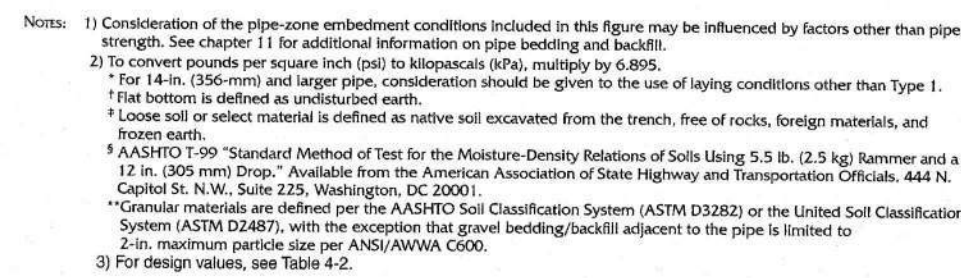 NOTES: 1) Consideration of the pipe-zone embedment conditions included in this figure may be influenced by factors other than pipe
strength. See chapter 11 for additional information on pipe bedding and backfill.
2) To convert pounds per square inch (psi) to kilopascals (kPa), multiply by 6.895.
* For 14-in. (356-mm) and larger pipe, consideration should be given to the use of laying conditions other than Type 1.
† Flat bottom is defined as undisturbed earth.
‡ Loose soil or select material is defined as native soil excavated from the trench, free of rocks, foreign materials, and
frozen earth.
§ AASHTO T-99 "Standard Method of Test for the Moisture-Density Relations of Soils Using 5.5 lb. (2.5 kg) Rammer and a
12 in. (305 mm) Drop." Available from the American Association of State Highway and Transportation Officials. 444 N.
Capitol St. N.W., Suite 225, Washington, DC 20001.
**Granular materials are defined per the AASHTO Soil Classification System (ASTM D3282) or the United Soil Classification
System (ASTM D2487), with the exception that gravel bedding/backfill adjacent to the pipe is limited to
2-in. maximum particle size per ANSI/AWWA C600.
3) For design values, see Table 4-2.